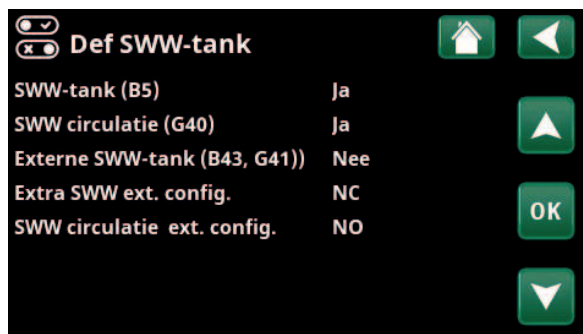 Def SWW-tank
SWW-tank (B5) Ja
SWW circulatie (G40) Ja
Externe SWW-tank (B43, G41)) Nee
Extra SWW ext. config. NC
SWW circulatie ext. config. NO
OK